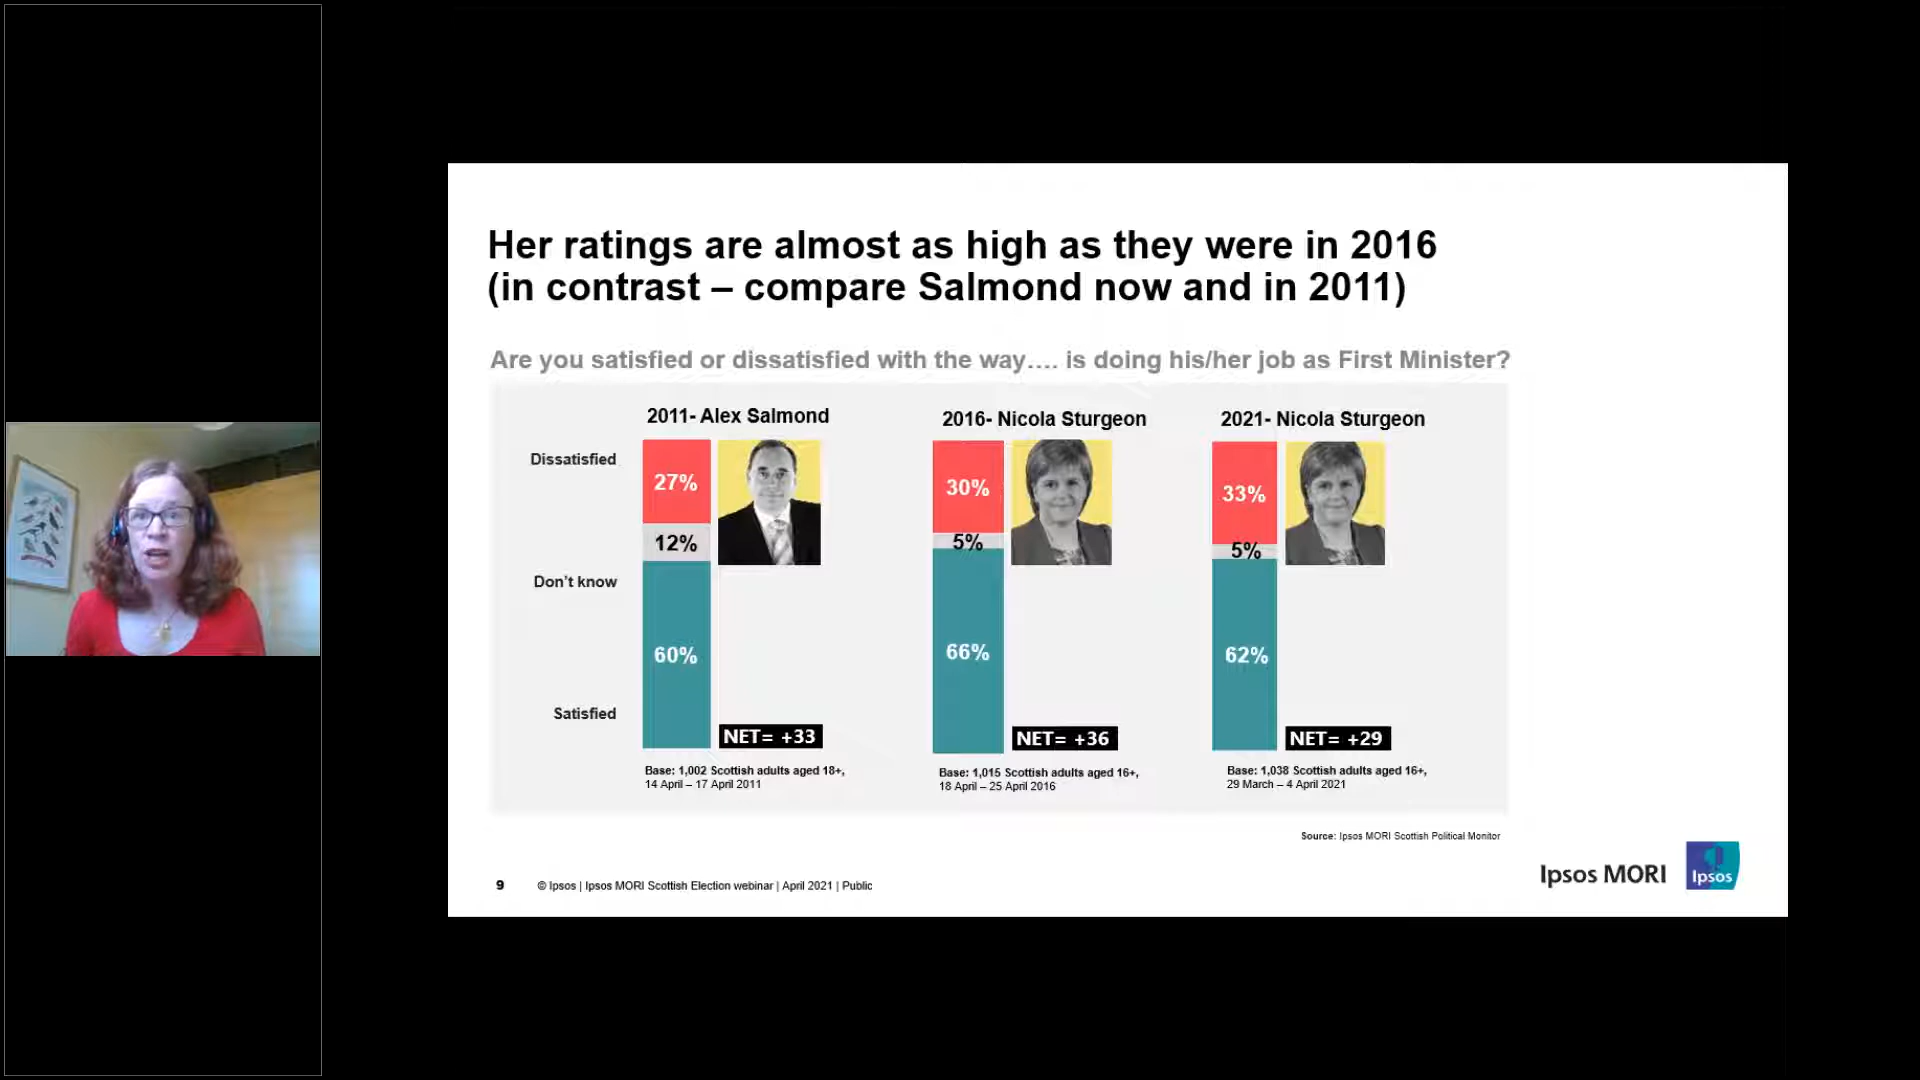 Her ratings are almost as high as they were in 2016
(in contrast – compare Salmond now and in 2011)
Are you satisfied or dissatisfied with the way…. is doing his/her job as First Minister?
2011- Alex Salmond
2016- Nicola Sturgeon
2021- Nicola Sturgeon
Dissatisfied
27%
30%
33%
12%
5%
5%
Don't know
60%
66%
62%
Satisfied
NET= +33
NET= +36
NET= +29
Base: 1,002 Scottish adults aged 18+,
14 April – 17 April 2011
Base: 1,015 Scottish adults aged 16+,
18 April – 25 April 2016
Base: 1,038 Scottish adults aged 16+,
29 March – 4 April 2021
Source: Ipsos MORI Scottish Political Monitor
Ipsos MORI
Ipsos
9
© Ipsos | Ipsos MORI Scottish Election webinar | April 2021 | Public